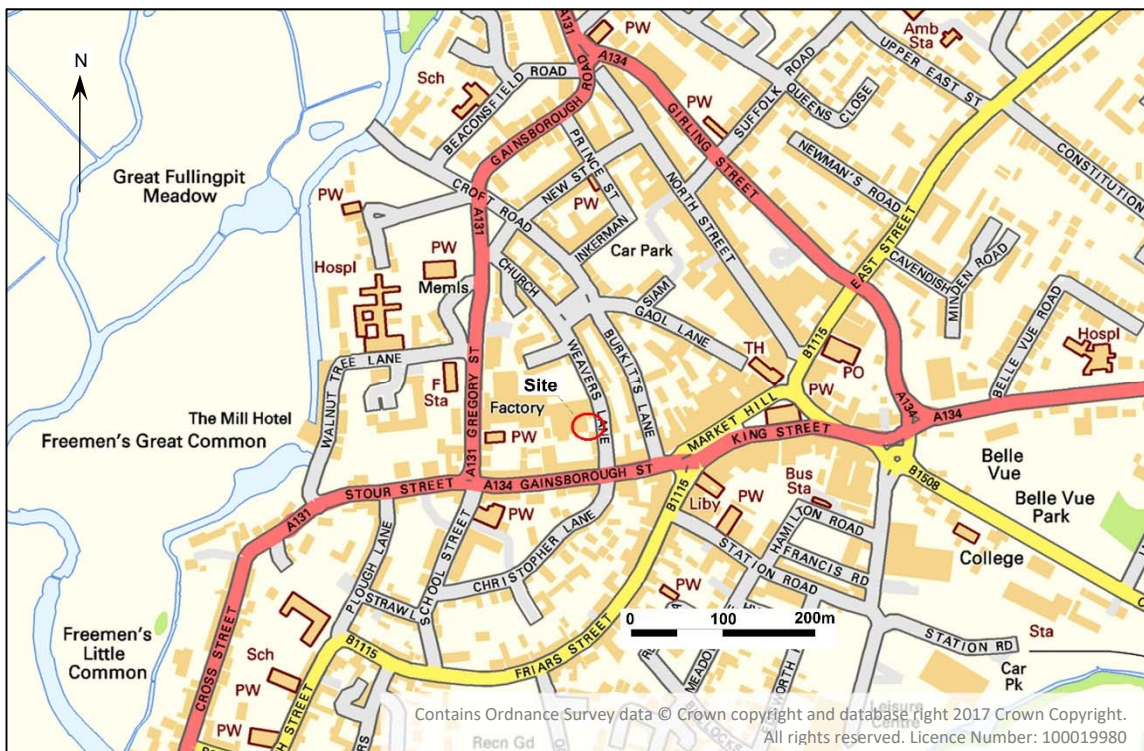 N
A131
PW
A134
GIRLING STREET
Amb
Sta
UPPER EAST ST
CONSTITUTION
Sch
BEACONSFIELD ROAD
A131 GAINSBOROUGH ROAD
PW
SUFFOLK ROAD
QUEENS CLOSE
NEWMAN'S ROAD
Great Fullingpit
Meadow
CROFT ROAD
PRINCE ST
NEW ST
PW
INKERMAN
NORTH STREET
EAST STREET
CAVENDISH
MINDEN ROAD
BELLE VUE ROAD
PW
PW
Memls
Hospl
CHURCH
Car Park
SIAM
GAOL LANE
B1115
Hospl
WALNUT TREE LANE
WEAVERS LANE
BURKITTS LANE
TH
PO
PW
F
Sta
A131 GREGORY ST
Site
Factory
PW
The Mill Hotel
Freemen's Great Common
MARKET HILL
KING STREET
A134
A134
STOUR STREET
A134 GAINSBOROUGH ST
A131
B1115
B1508
Belle
Vue
Belle Vue
Park
Bus
Sta
Liby
PW
PW
HAMILTON ROAD
FRANCIS RD
College
PLOUGH LANE
SCHOOL STREET
CHRISTOPHER LANE
STATION ROAD
STRAW L
PW
0 100 200m
Freemen's
Little
Common
CROSS STREET
Sch
B1115
FRIARS STREET
STATION RD
Sta
Car
Pk
PW
PW
Leisure
Centre
Recn Gd
Contains Ordnance Survey data © Crown copyright and database right 2017 Crown Copyright.
All rights reserved. Licence Number: 100019980